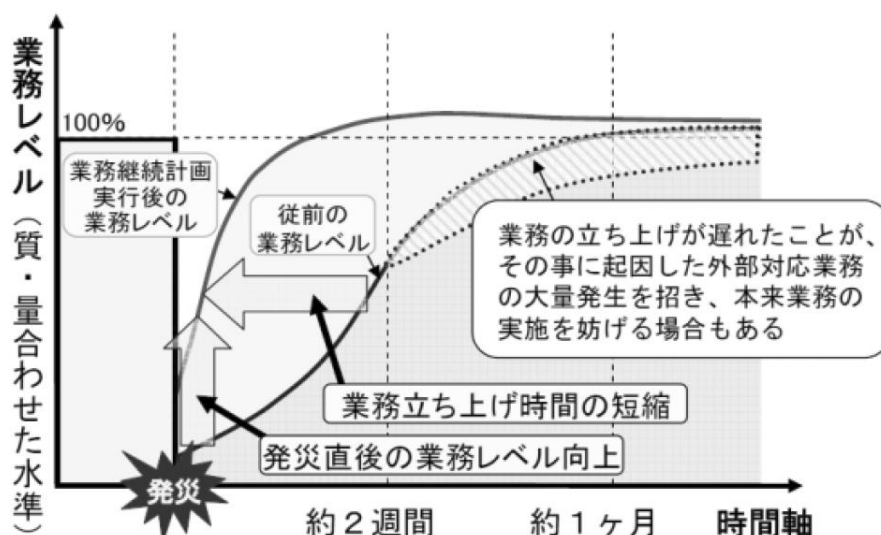 業務レベル（質・量合わせた水準）
100%
業務継続計画
実行後の
業務レベル
従前の
業務レベル
業務の立ち上げが遅れたことが、
その事に起因した外部対応業務
の大量発生を招き、本来業務の
実施を妨げる場合もある
業務立ち上げ時間の短縮
発災直後の業務レベル向上
発災
約２週間
約１ヶ月
時間軸